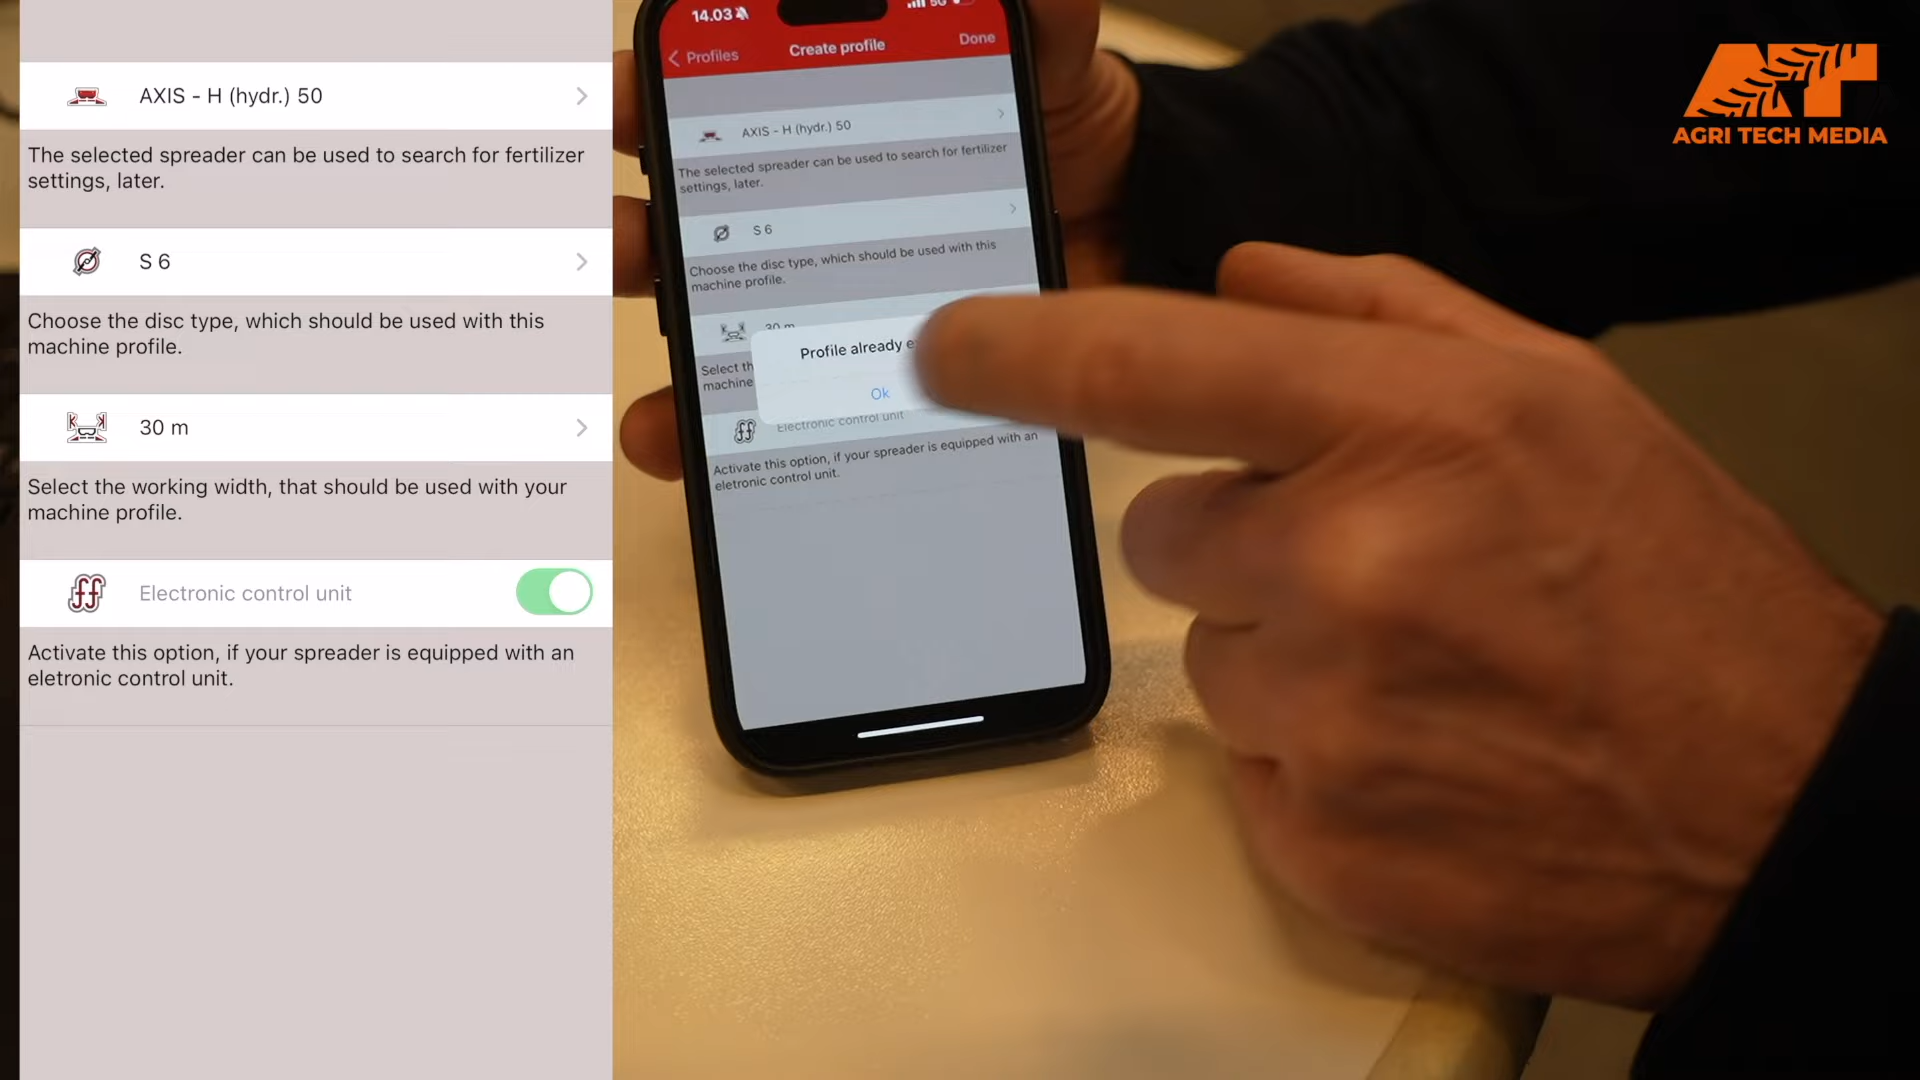 AXIS - H (hydr.) 50
The selected spreader can be used to search for fertilizer
settings, later.
S 6
Choose the disc type, which should be used with this
machine profile.
30 m
Select the working width, that should be used with your
machine profile.
Electronic control unit
Activate this option, if your spreader is equipped with an
eletronic control unit.
14.03
5G
Profiles
Create profile
Done
AXIS - H (hydr.) 50
The selected spreader can be used to search for fertilizer
settings, later.
S 6
Choose the disc type, which should be used with this
machine profile.
30 m
Profile already
Select th
machine
Ok
Electronic control unit
Activate this option, if your spreader is equipped with an
eletronic control unit.
AGRI TECH MEDIA